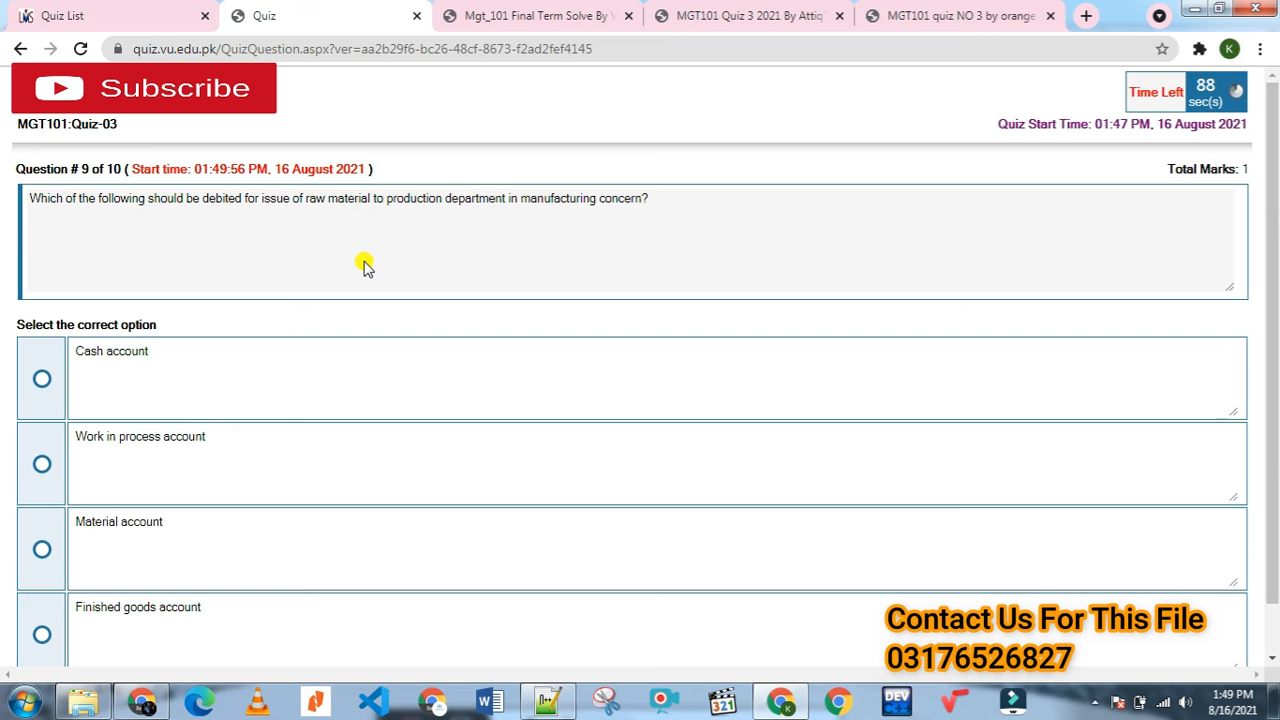 Quiz List
Quiz
Mgt_101 Final Term Solve By V
MGT101 Quiz 3 2021 By Attiq
MGT101 quiz NO 3 by orange
quiz.vu.edu.pk/QuizQuestion.aspx?ver=aa2b29f6-bc26-48cf-8673-f2ad2fef4145
K
Subscribe
Time Left
88
sec(s)
MGT101:Quiz-03
Quiz Start Time: 01:47 PM, 16 August 2021
Question # 9 of 10 ( Start time: 01:49:56 PM, 16 August 2021 )
Total Marks: 1
Which of the following should be debited for issue of raw material to production department in manufacturing concern?
Select the correct option
Cash account
Work in process account
Material account
Finished goods account
Contact Us For This File
03176526827
321
DEV
C++
1:49 PM
8/16/2021